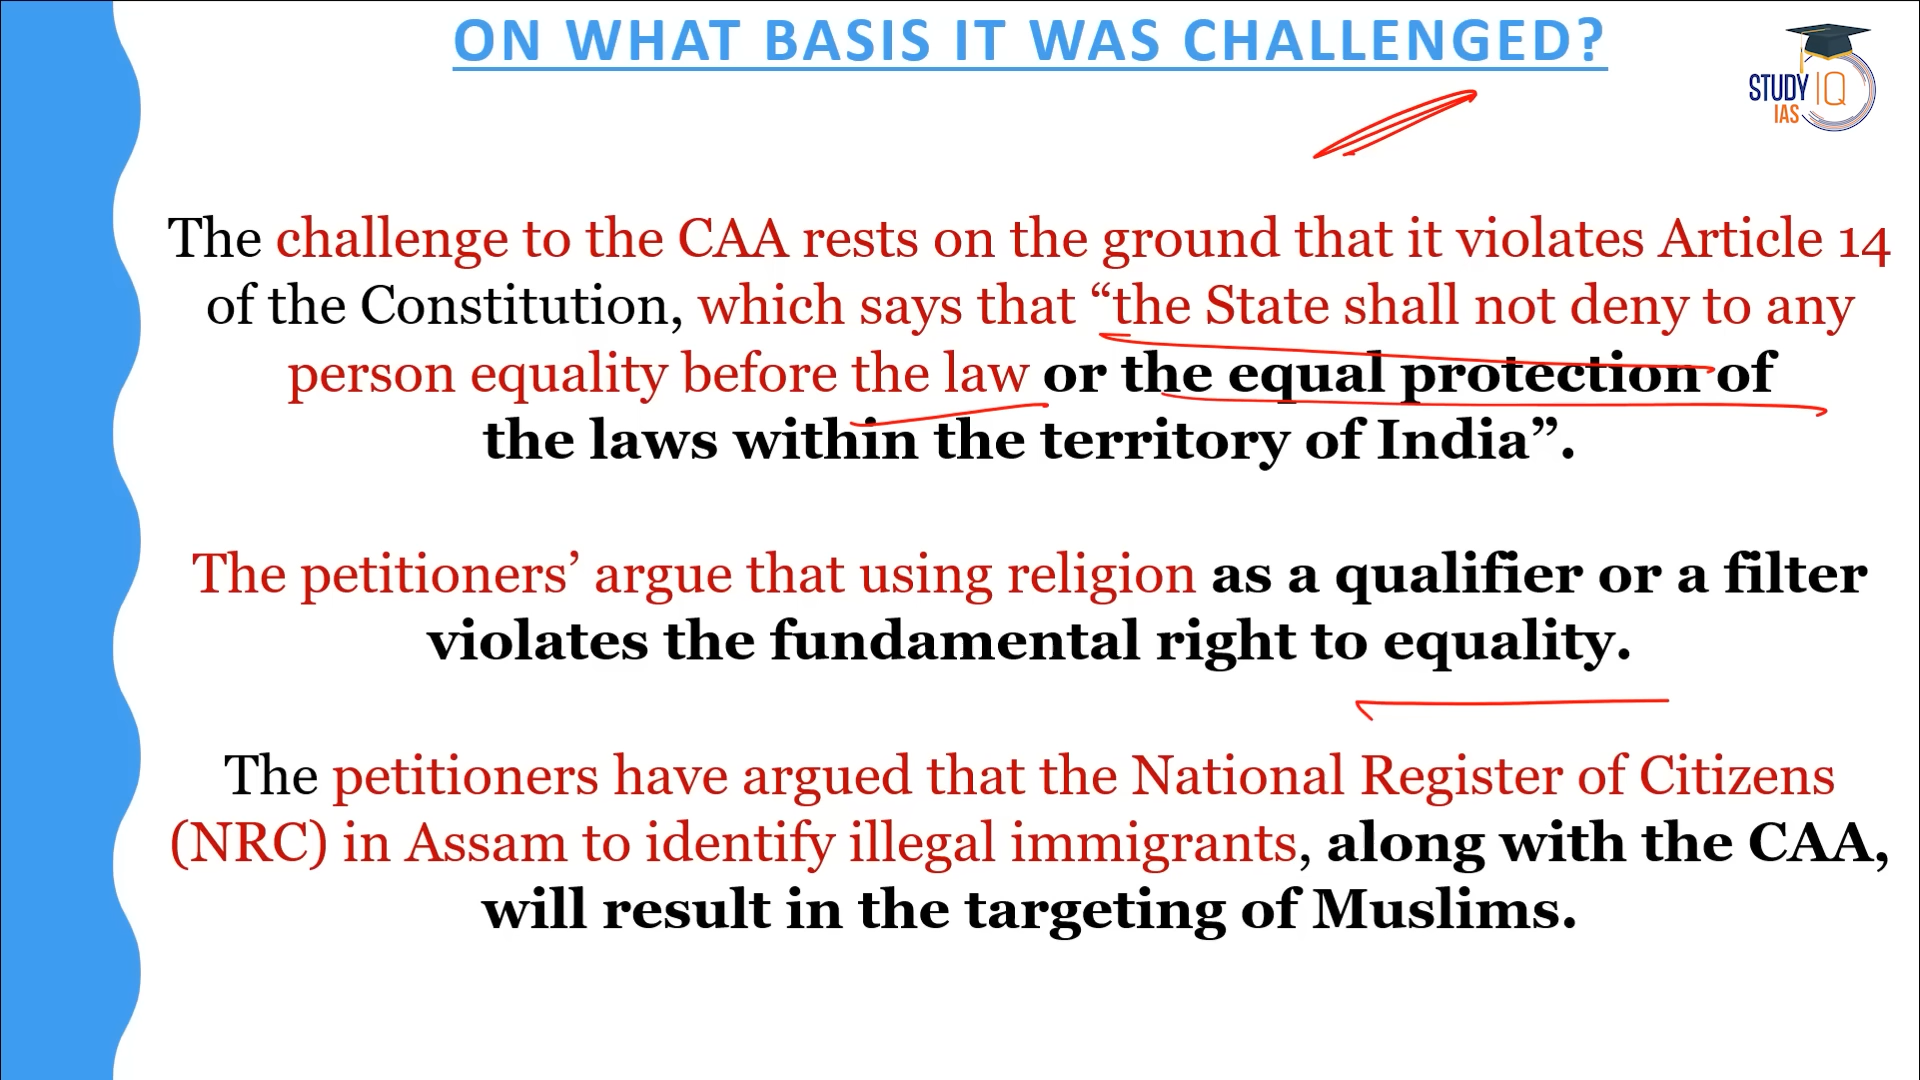 ON WHAT BASIS IT WAS CHALLENGED?
STUDY IQ
IAS
The challenge to the CAA rests on the ground that it violates Article 14
of the Constitution, which says that “the State shall not deny to any
person equality before the law or the equal protection of
the laws within the territory of India”.
The petitioners’ argue that using religion as a qualifier or a filter
violates the fundamental right to equality.
The petitioners have argued that the National Register of Citizens
(NRC) in Assam to identify illegal immigrants, along with the CAA,
will result in the targeting of Muslims.